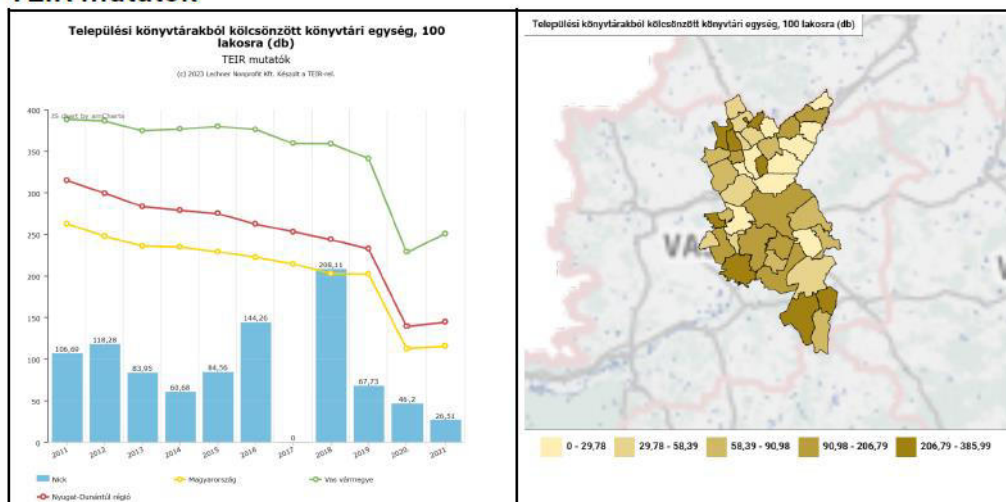 TEIR mutatók
Települési könyvtárakból kölcsönzött könyvtári egység, 100
lakosra (db)
TEIR mutatók
(c) 2023 Lechner Nonprofit Kft. Készült a TEIR-rel.
JS chart by amCharts
400
350
300
250
200
150
100
50
0
106,69
118,28
83,95
60,68
84,56
144,26
0
208,11
67,73
46,2
26,51
2011
2012
2013
2014
2015
2016
2017
2018
2019
2020
2021
Nick
Magyarország
Vas vármegye
Nyugat-Dunántúl régió
Települési könyvtárakból kölcsönzött könyvtári egység, 100 lakosra (db)
VAS
0 - 29,78
29,78 - 58,39
58,39 - 90,98
90,98 - 206,79
206,79 - 385,99